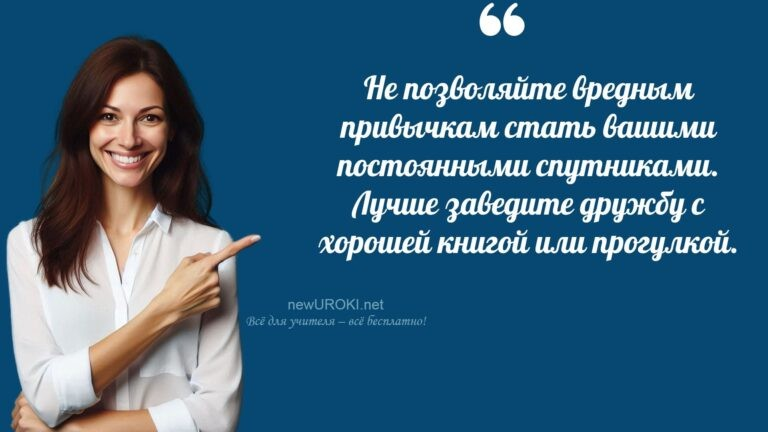 ❝
Не позволяйте вредным
привычкам стать вашими
постоянными спутниками.
Лучше заведите дружбу с
хорошей книгой или прогулкой.
newUROKI.net
Всё для учителя – всё бесплатно!